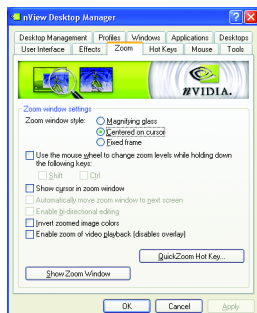 nView Desktop Manager
Desktop Management Profiles Windows Applications Desktops
User Interface Effects Zoom Hot Keys Mouse Tools
NVIDIA.
Zoom window settings
Zoom window style:
Magnifying glass
Centered on cursor
Fixed frame
Use the mouse wheel to change zoom levels while holding down
the following keys:
Shift Ctrl
Show cursor in zoom window
Automatically move zoom window to next screen
Enable bi-directional editing
Invert zoomed image colors
Enable zoom of video playback (disables overlay)
QuickZoom Hot Key...
Show Zoom Window
OK Cancel Apply